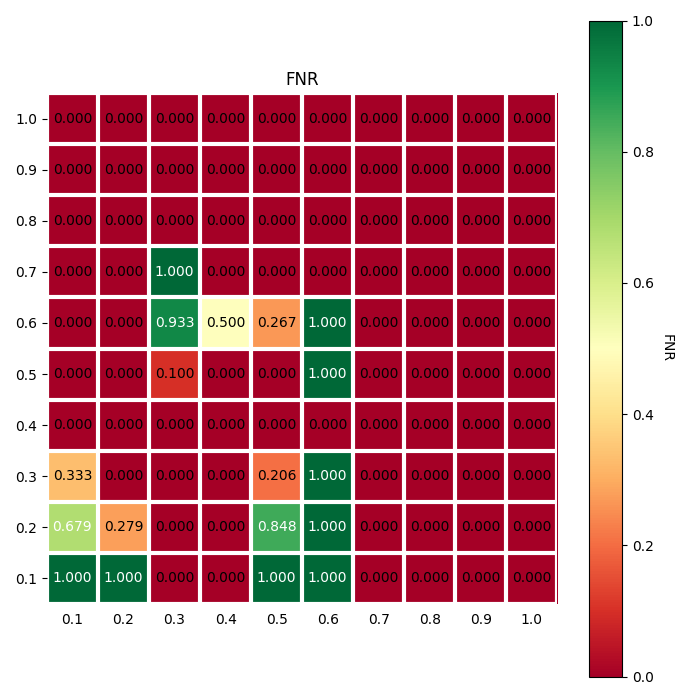 FNR
1.0 0.000 0.000 0.000 0.000 0.000 0.000 0.000 0.000 0.000 0.000
0.9 0.000 0.000 0.000 0.000 0.000 0.000 0.000 0.000 0.000 0.000
0.8 0.000 0.000 0.000 0.000 0.000 0.000 0.000 0.000 0.000 0.000
0.7 0.000 0.000 1.000 0.000 0.000 0.000 0.000 0.000 0.000 0.000
0.6 0.000 0.000 0.933 0.500 0.267 1.000 0.000 0.000 0.000 0.000
0.5 0.000 0.000 0.100 0.000 0.000 1.000 0.000 0.000 0.000 0.000
0.4 0.000 0.000 0.000 0.000 0.000 0.000 0.000 0.000 0.000 0.000
0.3 0.333 0.000 0.000 0.000 0.206 1.000 0.000 0.000 0.000 0.000
0.2 0.679 0.279 0.000 0.000 0.848 1.000 0.000 0.000 0.000 0.000
0.1 1.000 1.000 0.000 0.000 1.000 1.000 0.000 0.000 0.000 0.000
0.1 0.2 0.3 0.4 0.5 0.6 0.7 0.8 0.9 1.0
1.0
0.8
0.6
0.4
0.2
0.0
FNR